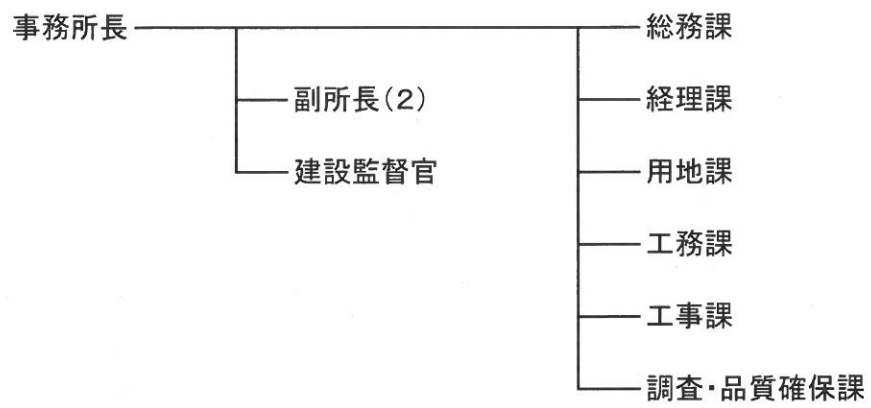 事務所長
総務課
副所長（２）
経理課
建設監督官
用地課
工務課
工事課
調査・品質確保課